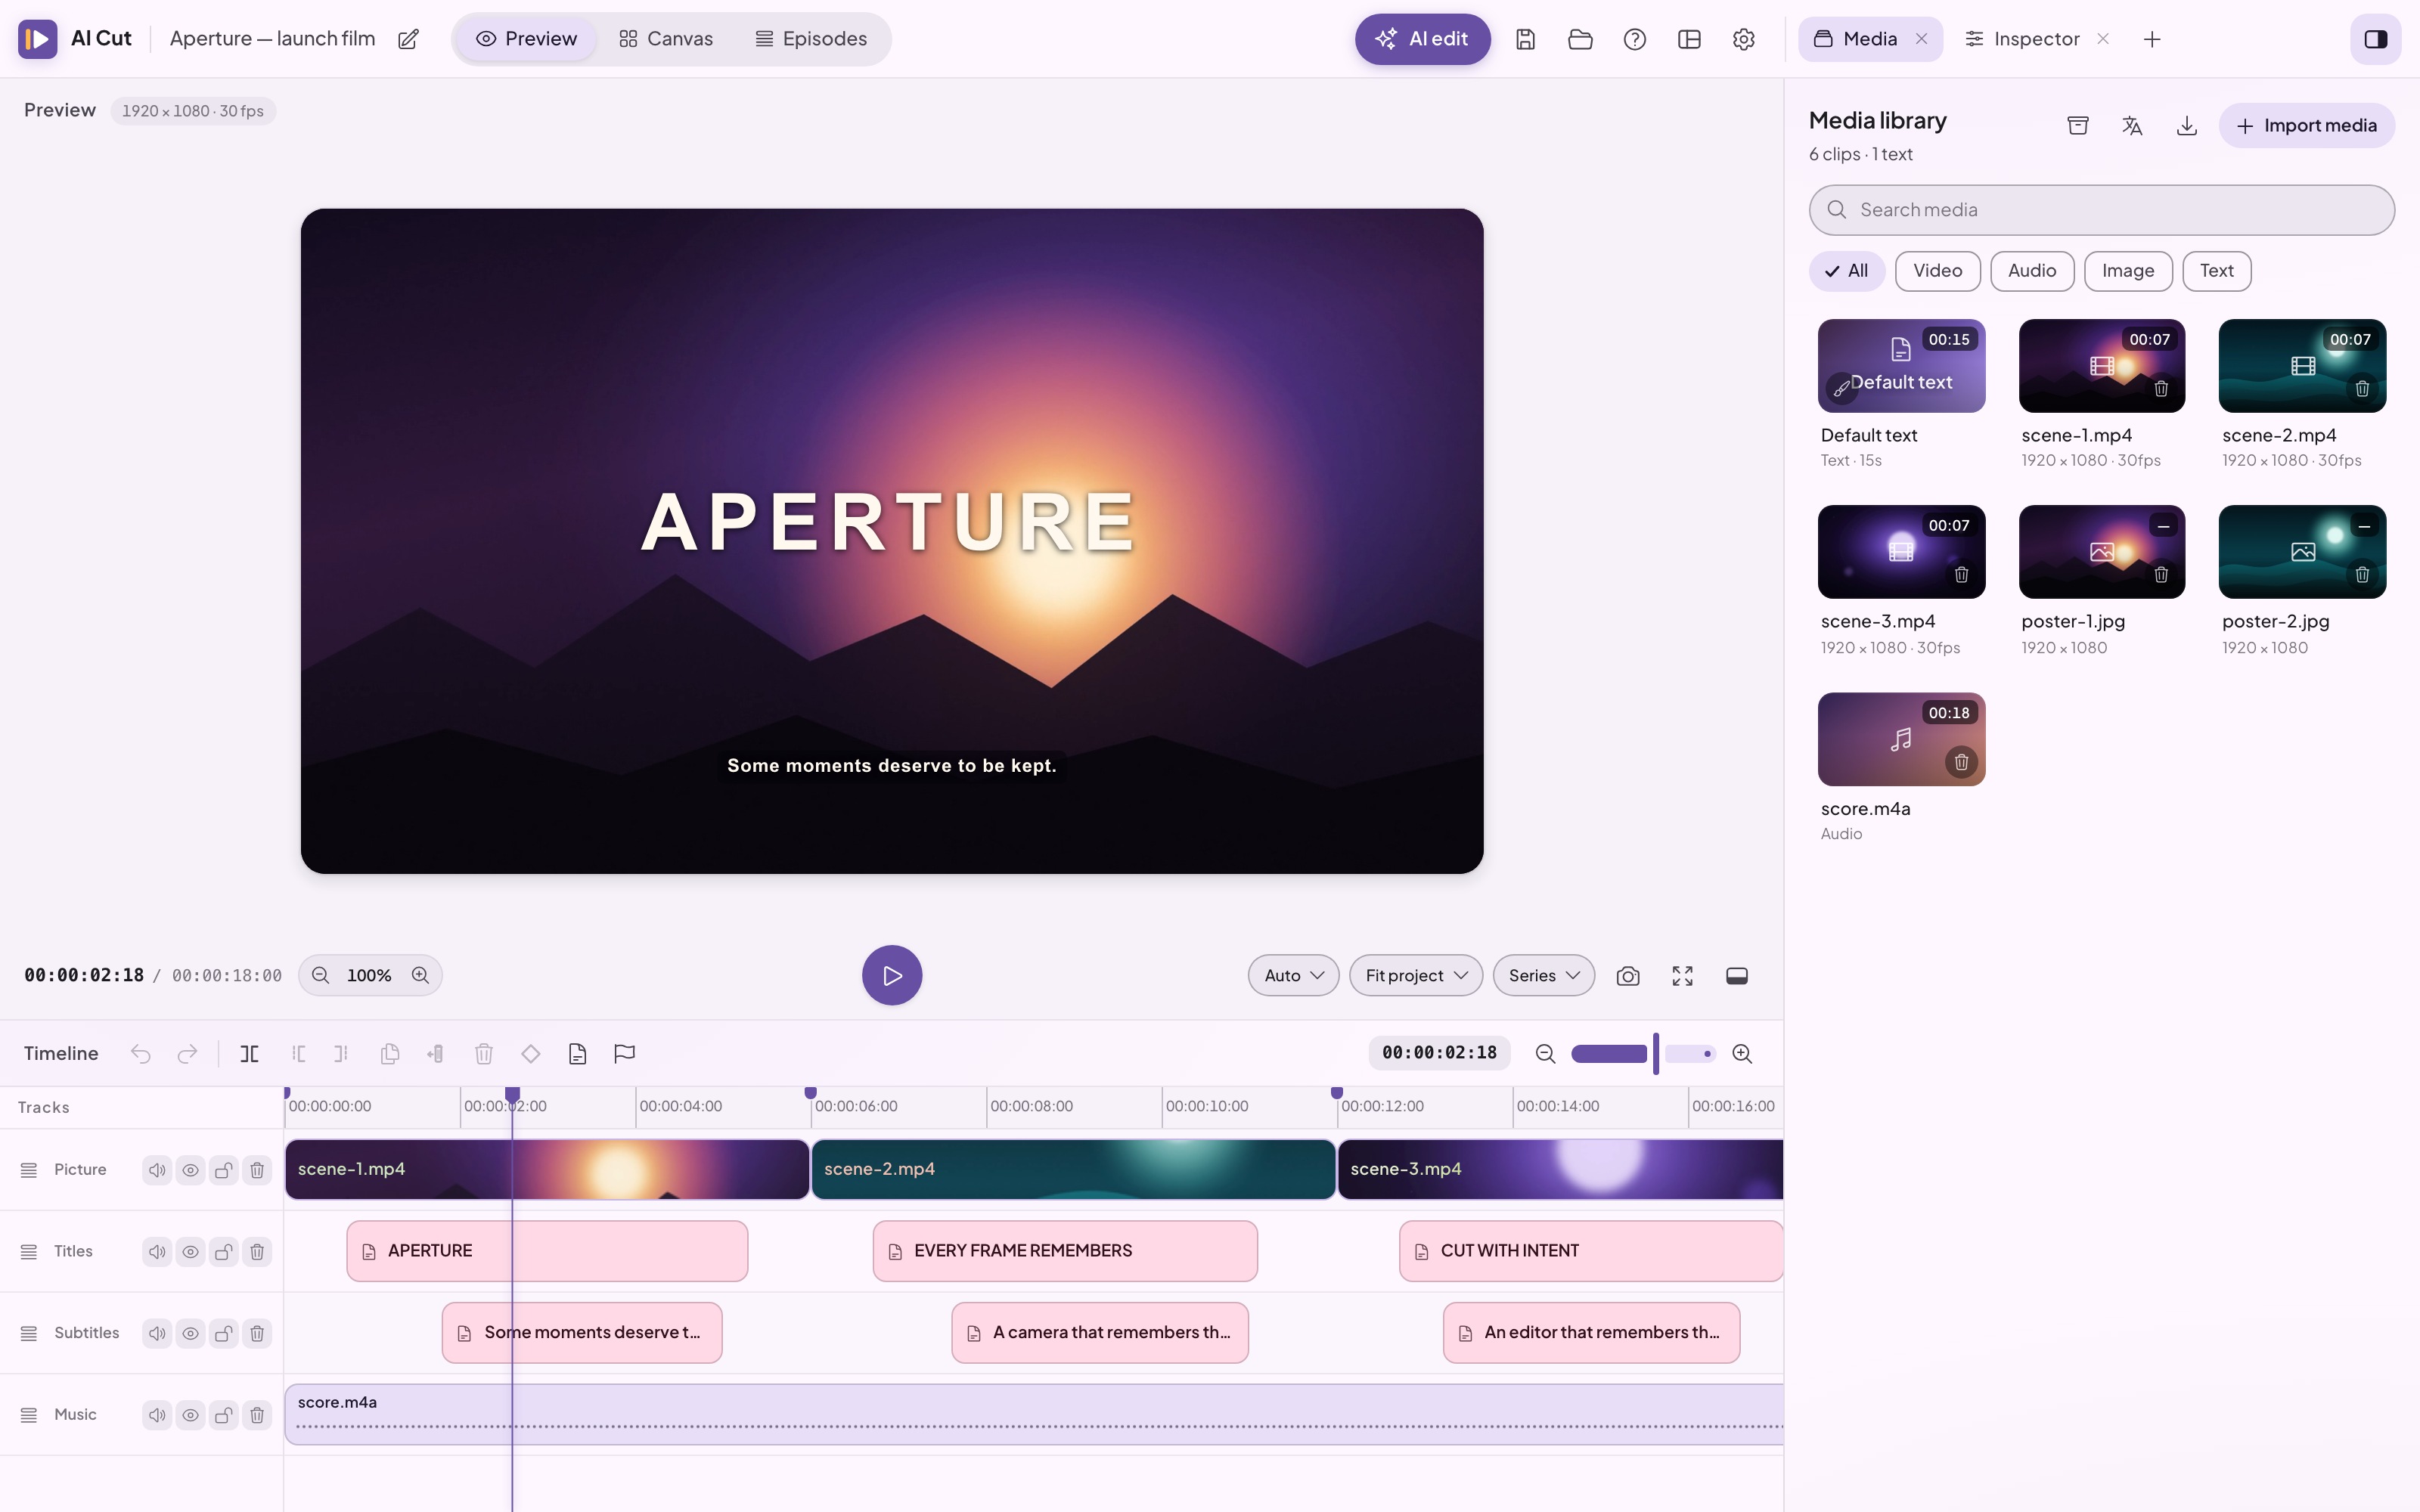 AI Cut
Aperture — launch film
Preview
Canvas
Episodes
AI edit
Media
Inspector
Preview
1920 × 1080 · 30 fps
APERTURE
Some moments deserve to be kept.
00:00:02:18 / 00:00:18:00
100%
Auto
Fit project
Series
Media library
6 clips · 1 text
Import media
Search media
All
Video
Audio
Image
Text
00:15
Default text
Default text
Text · 15s
00:07
scene-1.mp4
1920 × 1080 · 30fps
00:07
scene-2.mp4
1920 × 1080 · 30fps
00:07
scene-3.mp4
1920 × 1080 · 30fps
poster-1.jpg
1920 × 1080
poster-2.jpg
1920 × 1080
00:18
score.m4a
Audio
Timeline
00:00:02:18
Tracks
00:00:00:00
00:00:02:00
00:00:04:00
00:00:06:00
00:00:08:00
00:00:10:00
00:00:12:00
00:00:14:00
00:00:16:00
Picture
scene-1.mp4
scene-2.mp4
scene-3.mp4
Titles
APERTURE
EVERY FRAME REMEMBERS
CUT WITH INTENT
Subtitles
Some moments deserve t...
A camera that remembers th...
An editor that remembers th...
Music
score.m4a